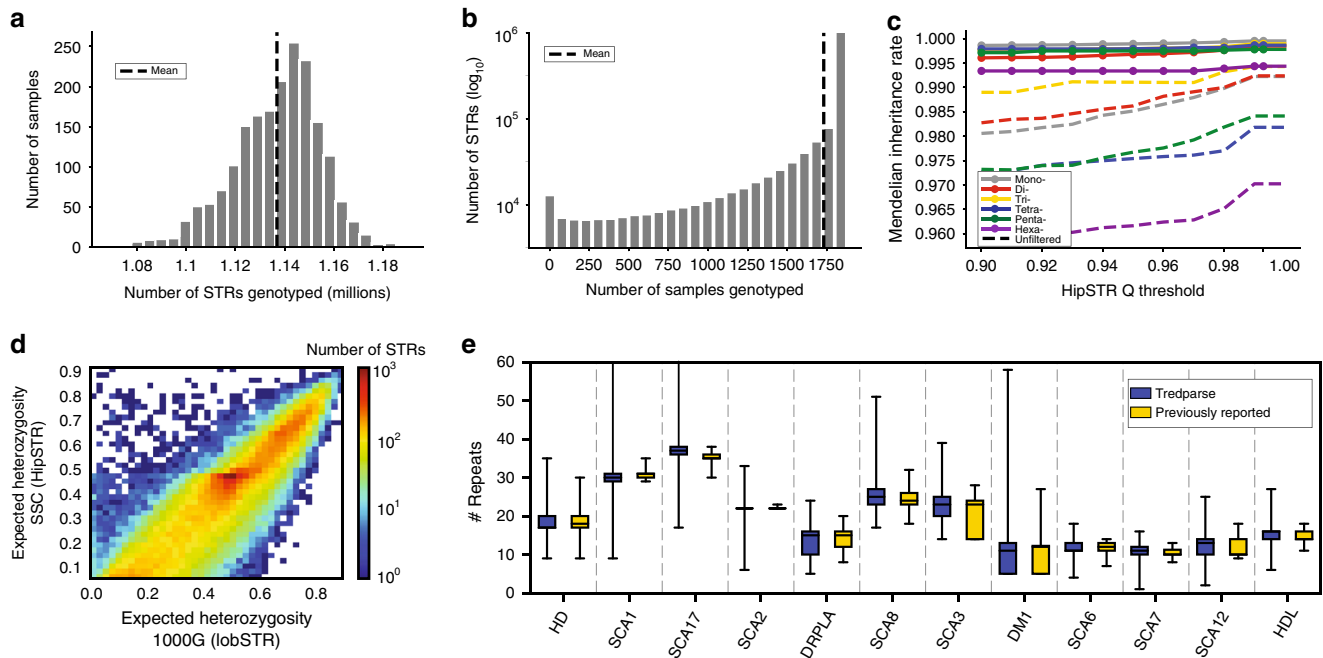 a
250
200
150
100
50
0
Number of samples
Mean
1.08
1.1
1.12
1.14
1.16
1.18
Number of STRs genotyped (millions)
b
10^6
10^5
10^4
Number of STRs (log10)
Mean
0
250
500
750
1000
1250
1500
1750
Number of samples genotyped
c
1.000
0.995
0.990
0.985
0.980
0.975
0.970
0.965
0.960
Mendelian inheritance rate
Mono-
Di-
Tri-
Tetra-
Penta-
Hexa-
Unfiltered
0.90
0.92
0.94
0.96
0.98
1.00
HipSTR Q threshold
d
Number of STRs
10^3
10^2
10^1
10^0
0.9
0.8
0.7
0.6
0.5
0.4
0.3
0.2
0.1
Expected heterozygosity
SSC (HipSTR)
0.0
0.2
0.4
0.6
0.8
Expected heterozygosity
1000G (lobSTR)
e
60
50
40
30
20
10
0
# Repeats
Tredparse
Previously reported
HD
SCA1
SCA17
SCA2
DRPLA
SCA8
SCA3
DM1
SCA6
SCA7
SCA12
HDL